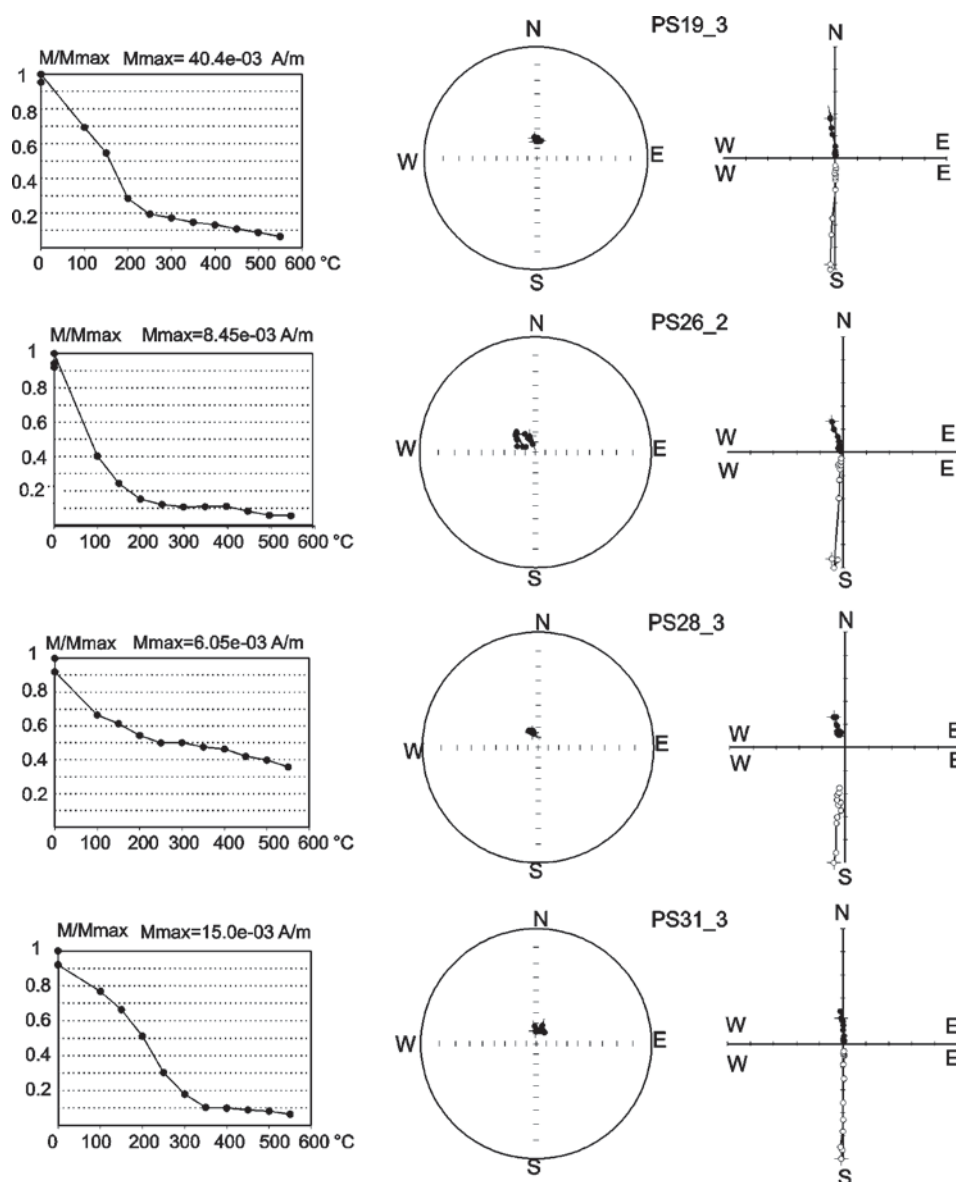 PS19_3
M/Mmax Mmax= 40.4e-03 A/m
1
0.8
0.6
0.4
0.2
0 100 200 300 400 500 600 °C
N
W E
S
N
W E
W E
S
PS26_2
M/Mmax Mmax=8.45e-03 A/m
1
0.8
0.6
0.4
0.2
100 200 300 400 500 600 °C
N
W E
S
N
W E
W E
S
PS28_3
M/Mmax Mmax=6.05e-03 A/m
1
0.8
0.6
0.4
0.2
0 100 200 300 400 500 600 °C
N
W E
S
N
W E
W E
S
PS31_3
M/Mmax Mmax=15.0e-03 A/m
1
0.8
0.6
0.4
0.2
0 100 200 300 400 500 600 °C
N
W E
S
N
W E
W E
S